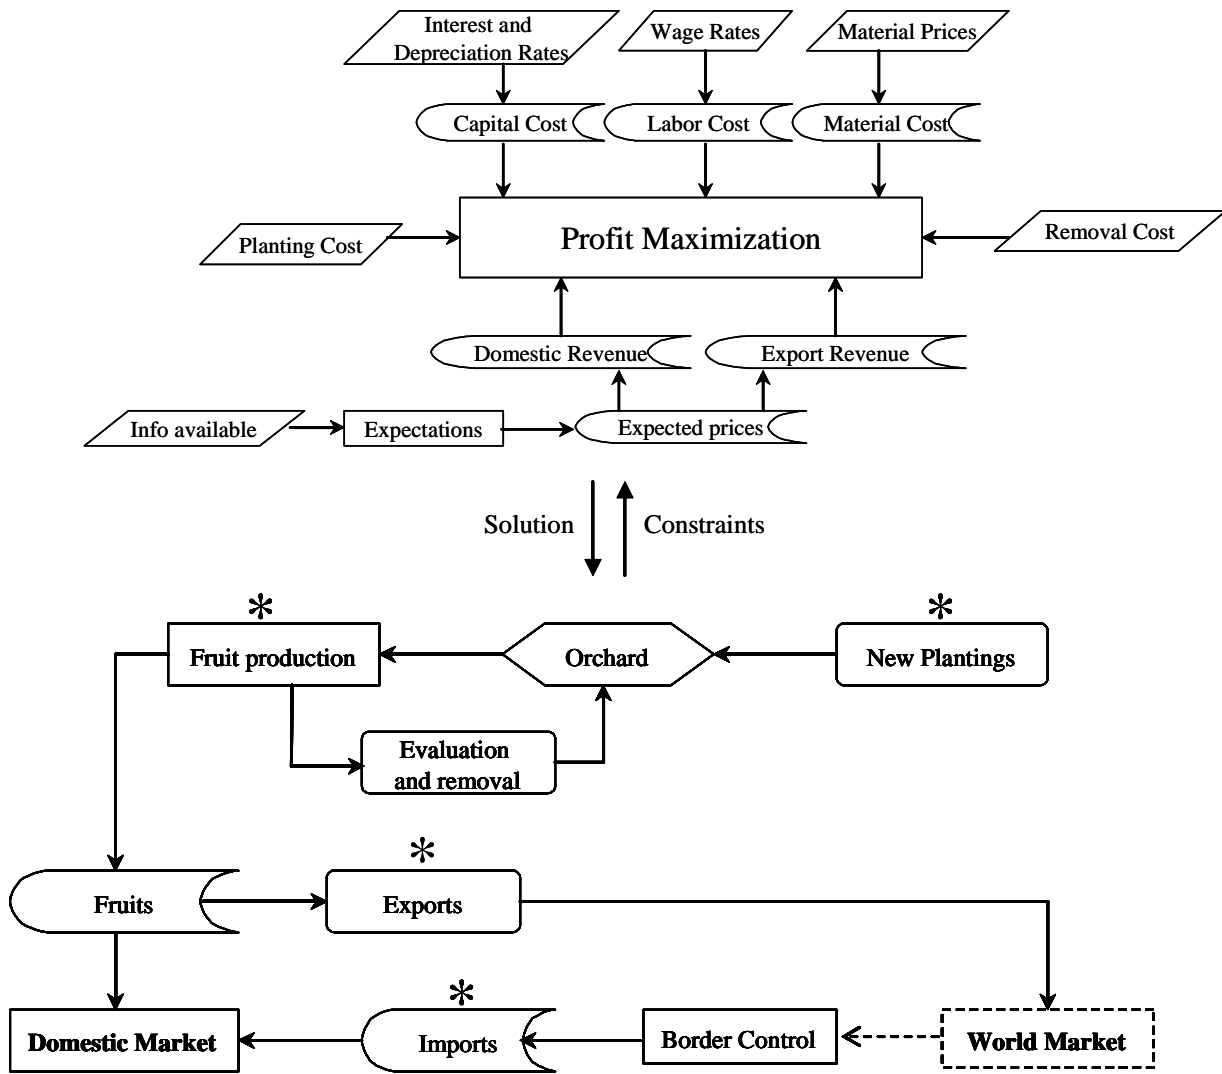 Interest and
Depreciation Rates
Wage Rates
Material Prices
Capital Cost
Labor Cost
Material Cost
Planting Cost
Profit Maximization
Removal Cost
Domestic Revenue
Export Revenue
Info available
Expectations
Expected prices
Solution
Constraints
*
*
Fruit production
Orchard
New Plantings
Evaluation
and removal
*
Fruits
Exports
*
Domestic Market
Imports
Border Control
World Market